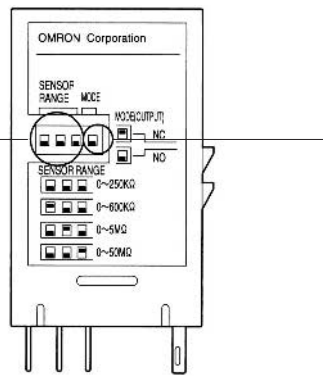 OMRON Corporation
SENSOR
RANGE MODE
MODE(OUTPUT)
NC
NO
SENSOR RANGE
0~250KΩ
0~600KΩ
0~5MΩ
0~50MΩ